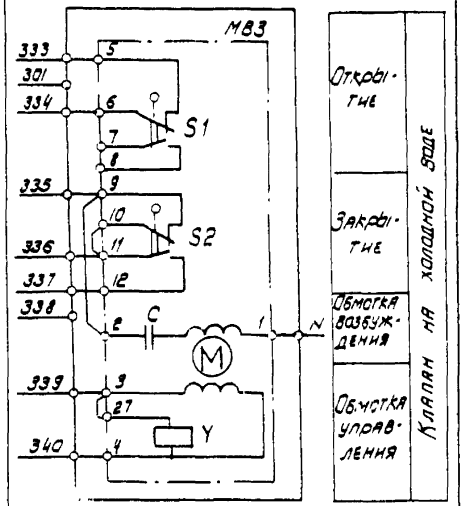 МВЗ
333 5
301
334 6
7
S1
8
335 9
10
S2
336 11
337 12
338
2 C 1 N
M
339 3
27
Y
340 4
ОТКРЫ-
ТИЕ
ЗАКРЫ-
ТИЕ
ОБМОТКА
ВОЗБУЖ-
ДЕНИЯ
ОБМОТКА
УПРАВ-
ЛЕНИЯ
КЛАПАН НА ХОЛОДНОЙ ВОДЕ